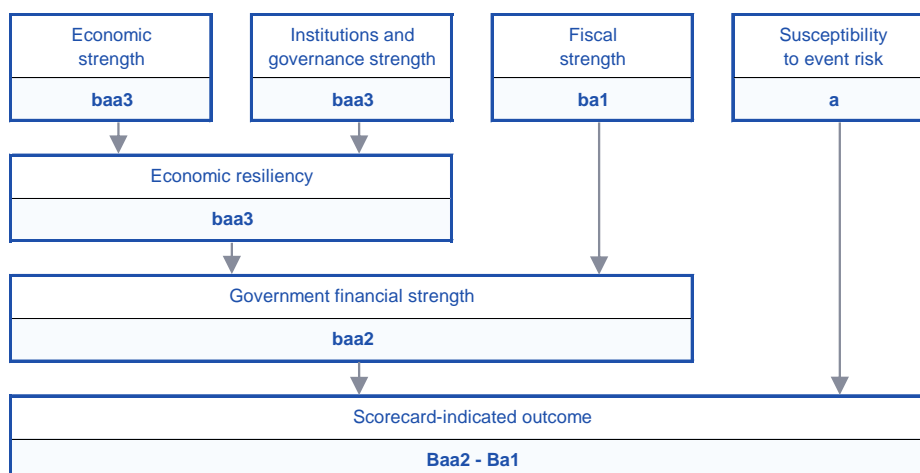 Economic
strength
baa3
Institutions and
governance strength
baa3
Fiscal
strength
ba1
Susceptibility
to event risk
a
Economic resiliency
baa3
Government financial strength
baa2
Scorecard-indicated outcome
Baa2 - Ba1